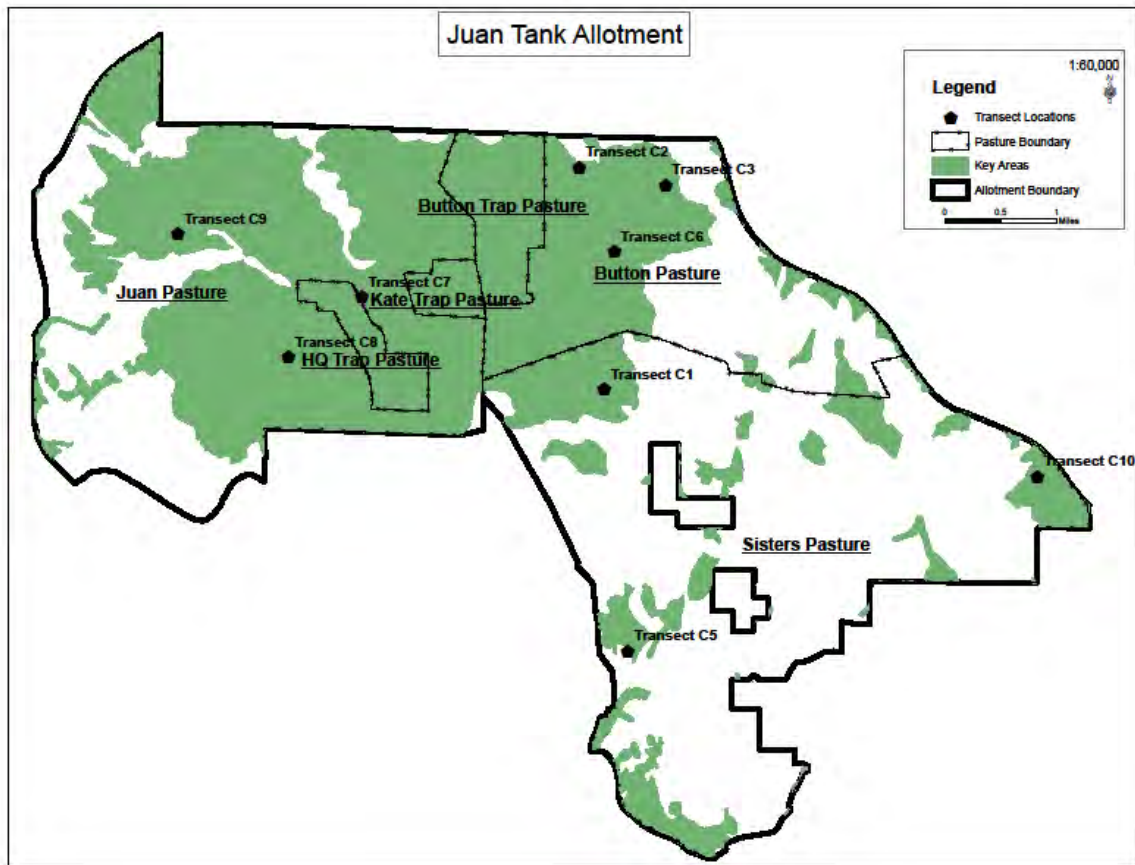 Juan Tank Allotment
1:60,000
Legend
Transect Locations
Pasture Boundary
Key Areas
Allotment Boundary
0 0.5 1
Miles
Transect C2
Transect C3
Button Trap Pasture
Transect C9
Transect C6
Button Pasture
Transect C7
Juan Pasture
Kate Trap Pasture
Transect C8
HQ Trap Pasture
Transect C1
Transect C10
Sisters Pasture
Transect C5